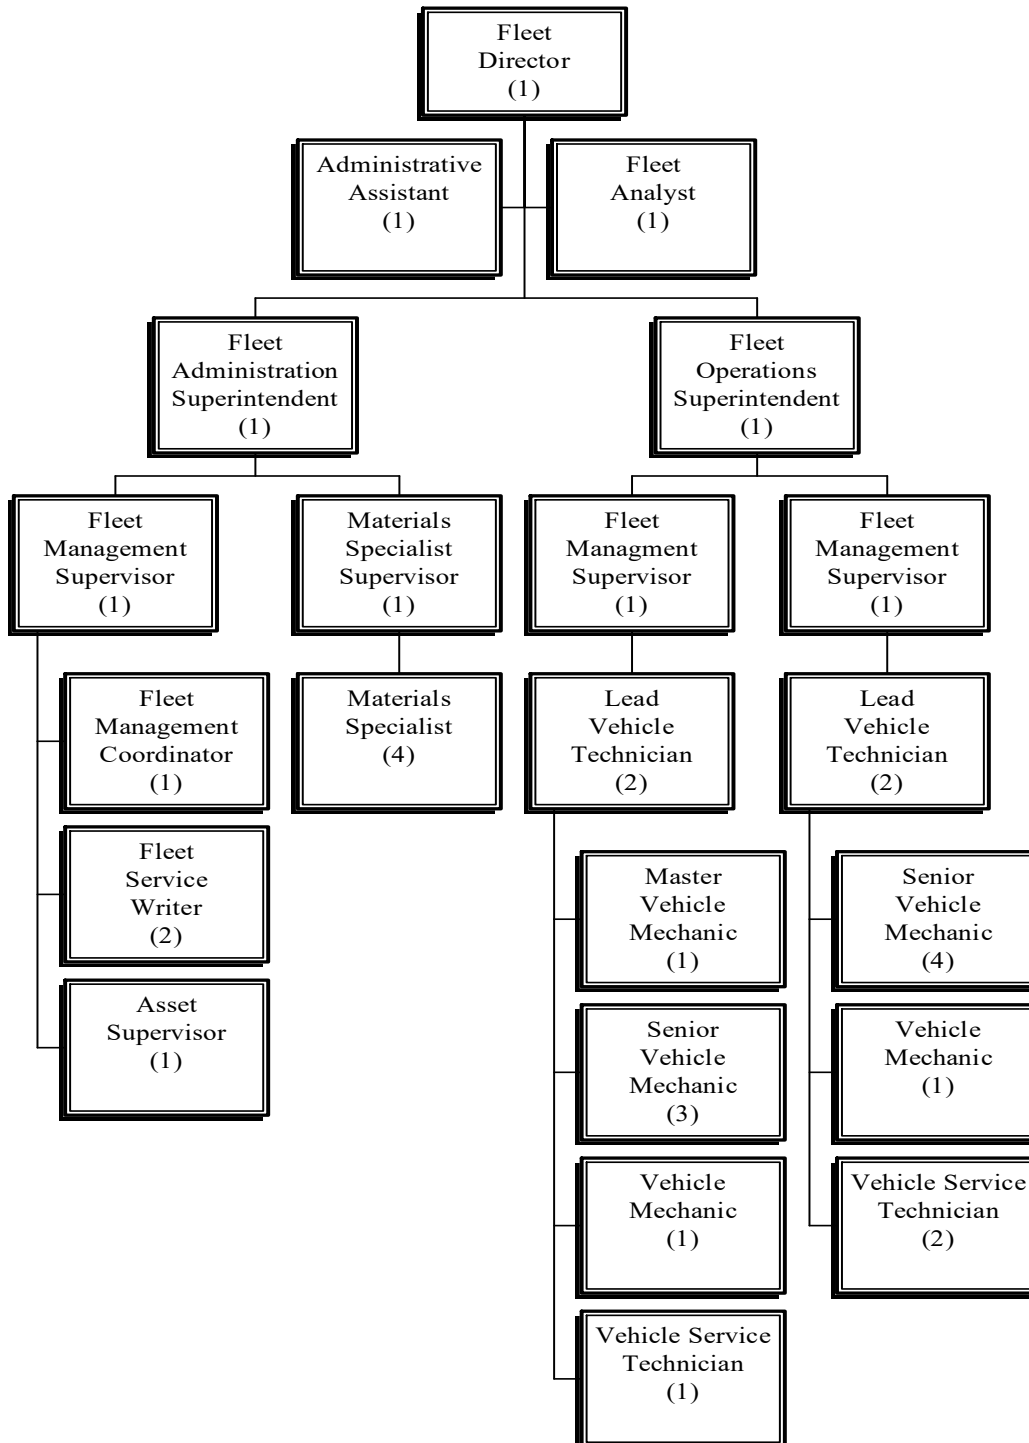 Fleet
Director
(1)
Administrative
Assistant
(1)
Fleet
Analyst
(1)
Fleet
Administration
Superintendent
(1)
Fleet
Operations
Superintendent
(1)
Fleet
Management
Supervisor
(1)
Materials
Specialist
Supervisor
(1)
Fleet
Managment
Supervisor
(1)
Fleet
Management
Supervisor
(1)
Fleet
Management
Coordinator
(1)
Materials
Specialist
(4)
Lead
Vehicle
Technician
(2)
Lead
Vehicle
Technician
(2)
Fleet
Service
Writer
(2)
Master
Vehicle
Mechanic
(1)
Senior
Vehicle
Mechanic
(4)
Asset
Supervisor
(1)
Senior
Vehicle
Mechanic
(3)
Vehicle
Mechanic
(1)
Vehicle
Mechanic
(1)
Vehicle Service
Technician
(2)
Vehicle Service
Technician
(1)